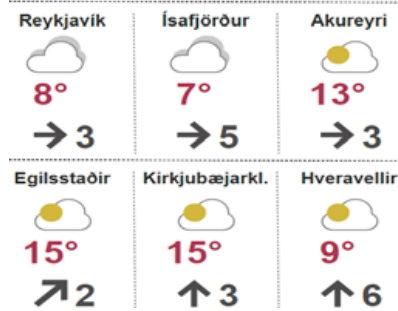 Reykjavík Ísafjörður Akureyri
8° 7° 13°
3 5 3
Egilsstaðir Kirkjubæjarkl. Hveravellir
15° 15° 9°
2 3 6